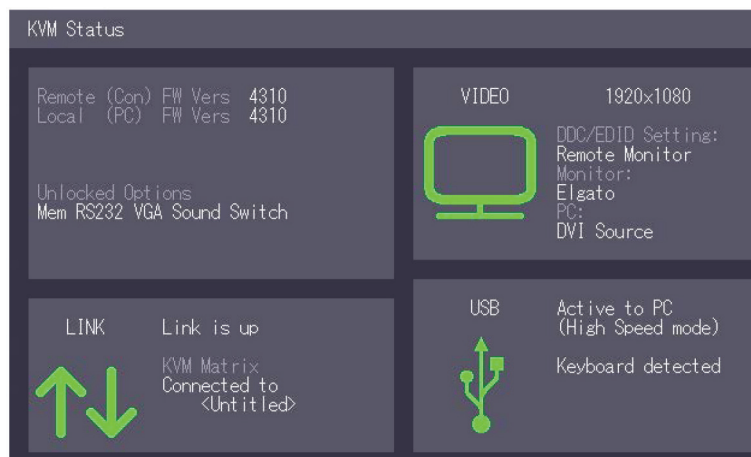 KVM Status
Remote (Con) FW Vers 4310
Local (PC) FW Vers 4310
Unlocked Options
Mem RS232 VGA Sound Switch
VIDEO
1920x1080
DDC/EDID Setting:
Remote Monitor
Monitor:
Elgato
PC:
DVI Source
LINK
Link is up
KVM Matrix
Connected to
<Untitled>
USB
Active to PC
(High Speed mode)
Keyboard detected